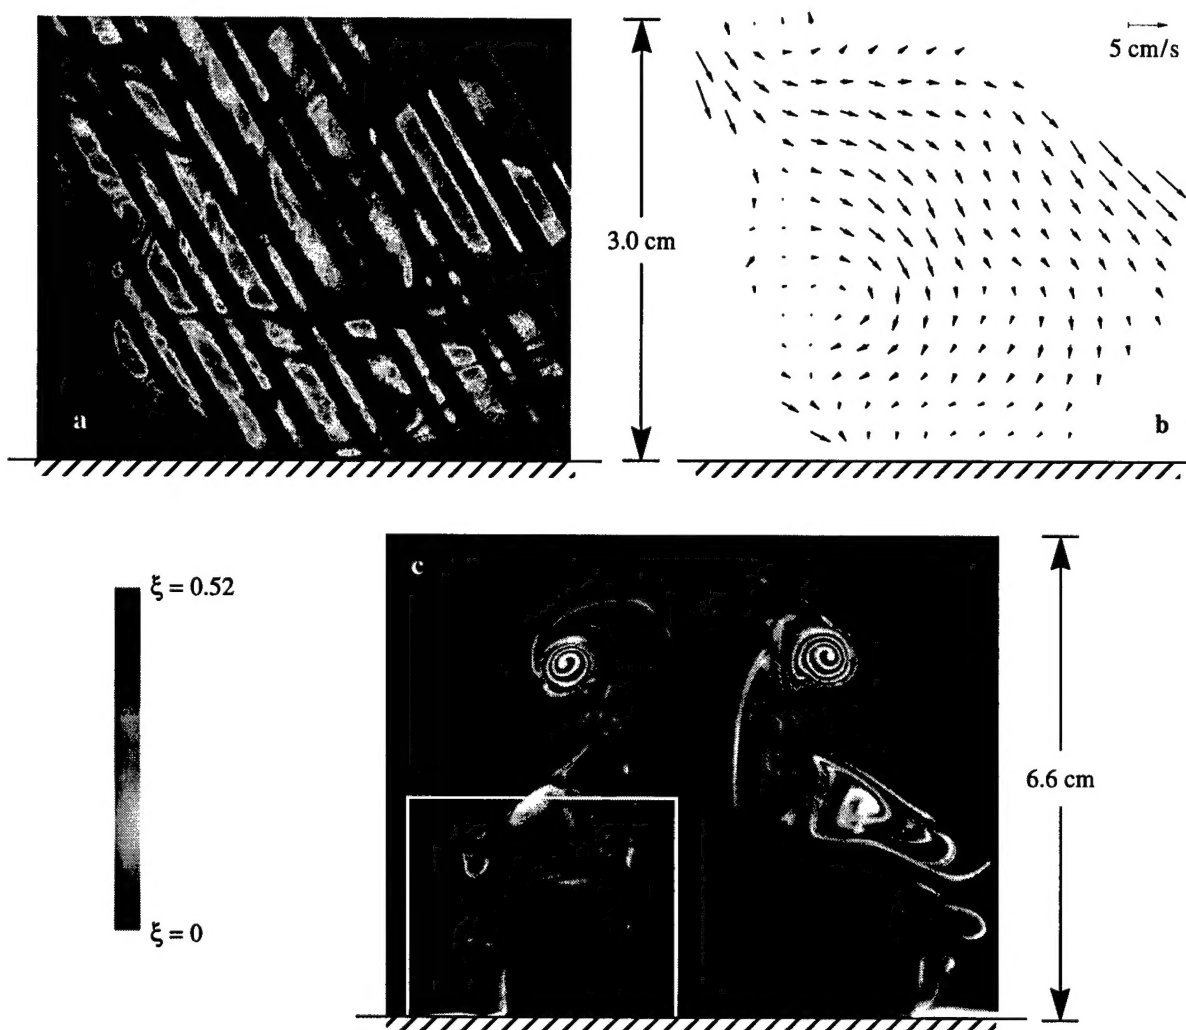 5 cm/s
3.0 cm
a
b
c
ξ = 0.52
6.6 cm
ξ = 0